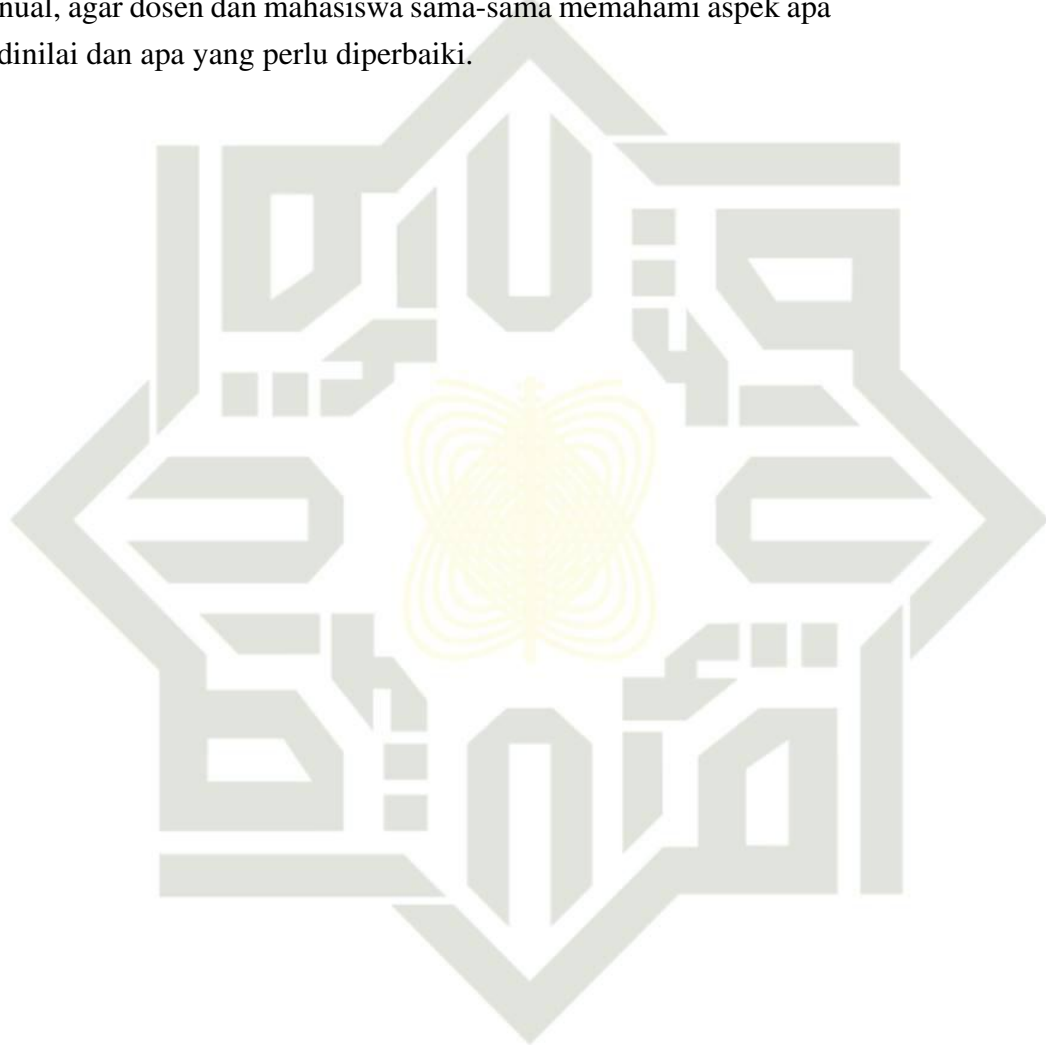 nual, agar dosen dan mahasiswa sama-sama memahami aspek apa
dinilai dan apa yang perlu diperbaiki.